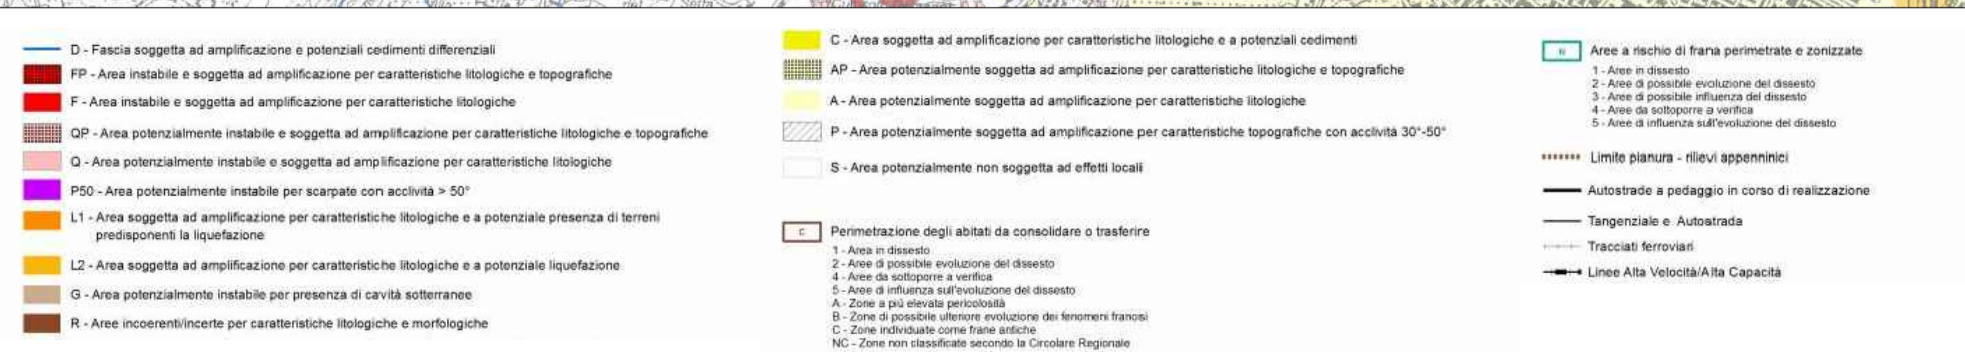 D - Fascia soggetta ad amplificazione e potenziali cedimenti differenziali
FP - Area instabile e soggetta ad amplificazione per caratteristiche litologiche e topografiche
F - Area instabile e soggetta ad amplificazione per caratteristiche litologiche
QP - Area potenzialmente instabile e soggetta ad amplificazione per caratteristiche litologiche e topografiche
Q - Area potenzialmente instabile e soggetta ad amplificazione per caratteristiche litologiche
P50 - Area potenzialmente instabile per scarpate con acclività > 50°
L1 - Area soggetta ad amplificazione per caratteristiche litologiche e a potenziale presenza di terreni
predisponenti la liquefazione
L2 - Area soggetta ad amplificazione per caratteristiche litologiche e a potenziale liquefazione
G - Area potenzialmente instabile per presenza di cavità sotterranee
R - Aree incoerenti/incerte per caratteristiche litologiche e morfologiche
C - Area soggetta ad amplificazione per caratteristiche litologiche e a potenziali cedimenti
AP - Area potenzialmente soggetta ad amplificazione per caratteristiche litologiche e topografiche
A - Area potenzialmente soggetta ad amplificazione per caratteristiche litologiche
P - Area potenzialmente soggetta ad amplificazione per caratteristiche topografiche con acclività 30°-50°
S - Area potenzialmente non soggetta ad effetti locali
C Perimetrazione degli abitati da consolidare o trasferire
1 - Area in dissesto
2 - Aree di possibile evoluzione del dissesto
4 - Aree da sottoporre a verifica
5 - Aree di influenza sull'evoluzione del dissesto
A - Zone a più elevata pericolosità
B - Zone di possibile ulteriore evoluzione dei fenomeni franosi
C - Zone individuate come frane antiche
NC - Zone non classificate secondo la Circolare Regionale
N Aree a rischio di frana perimetrate e zonizzate
1 - Aree in dissesto
2 - Aree di possibile evoluzione del dissesto
3 - Aree di possibile influenza del dissesto
4 - Aree da sottoporre a verifica
5 - Aree di influenza sull'evoluzione del dissesto
Limite pianura - rilievi appenninici
Autostrade a pedaggio in corso di realizzazione
Tangenziale e Autostrada
Tracciati ferroviari
Linee Alta Velocità/Alta Capacità